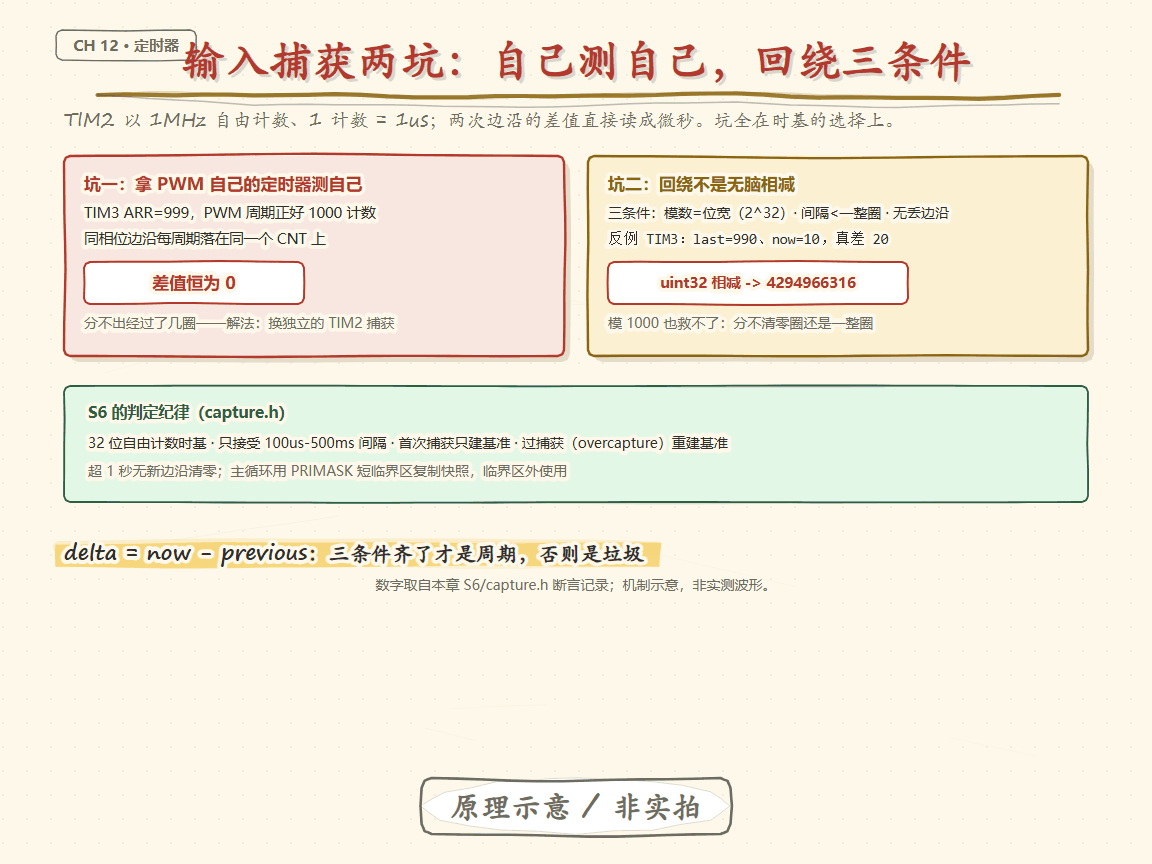 CH 12 • 定时器
输入捕获两坑：自己测自己，回绕三条件
TIM2 以 1MHz 自由计数、1 计数 = 1us；两次边沿的差值直接读成微秒。坑全在时基的选择上。
坑一：拿 PWM 自己的定时器测自己
TIM3 ARR=999，PWM 周期正好 1000 计数
同相位边沿每周期落在同一个 CNT 上
差值恒为 0
分不出经过了几圈——解法：换独立的 TIM2 捕获
坑二：回绕不是无脑相减
三条件：模数=位宽（2^32）· 间隔<一整圈 · 无丢边沿
反例 TIM3：last=990、now=10，真差 20
uint32 相减 -> 4294966316
模 1000 也救不了：分不清零圈还是一整圈
S6 的判定纪律（capture.h）
32 位自由计数时基 · 只接受 100us-500ms 间隔 · 首次捕获只建基准 · 过捕获（overcapture）重建基准
超 1 秒无新边沿清零；主循环用 PRIMASK 短临界区复制快照，临界区外使用
delta = now - previous：三条件齐了才是周期，否则是垃圾
数字取自本章 S6/capture.h 断言记录；机制示意，非实测波形。
原理示意 / 非实拍